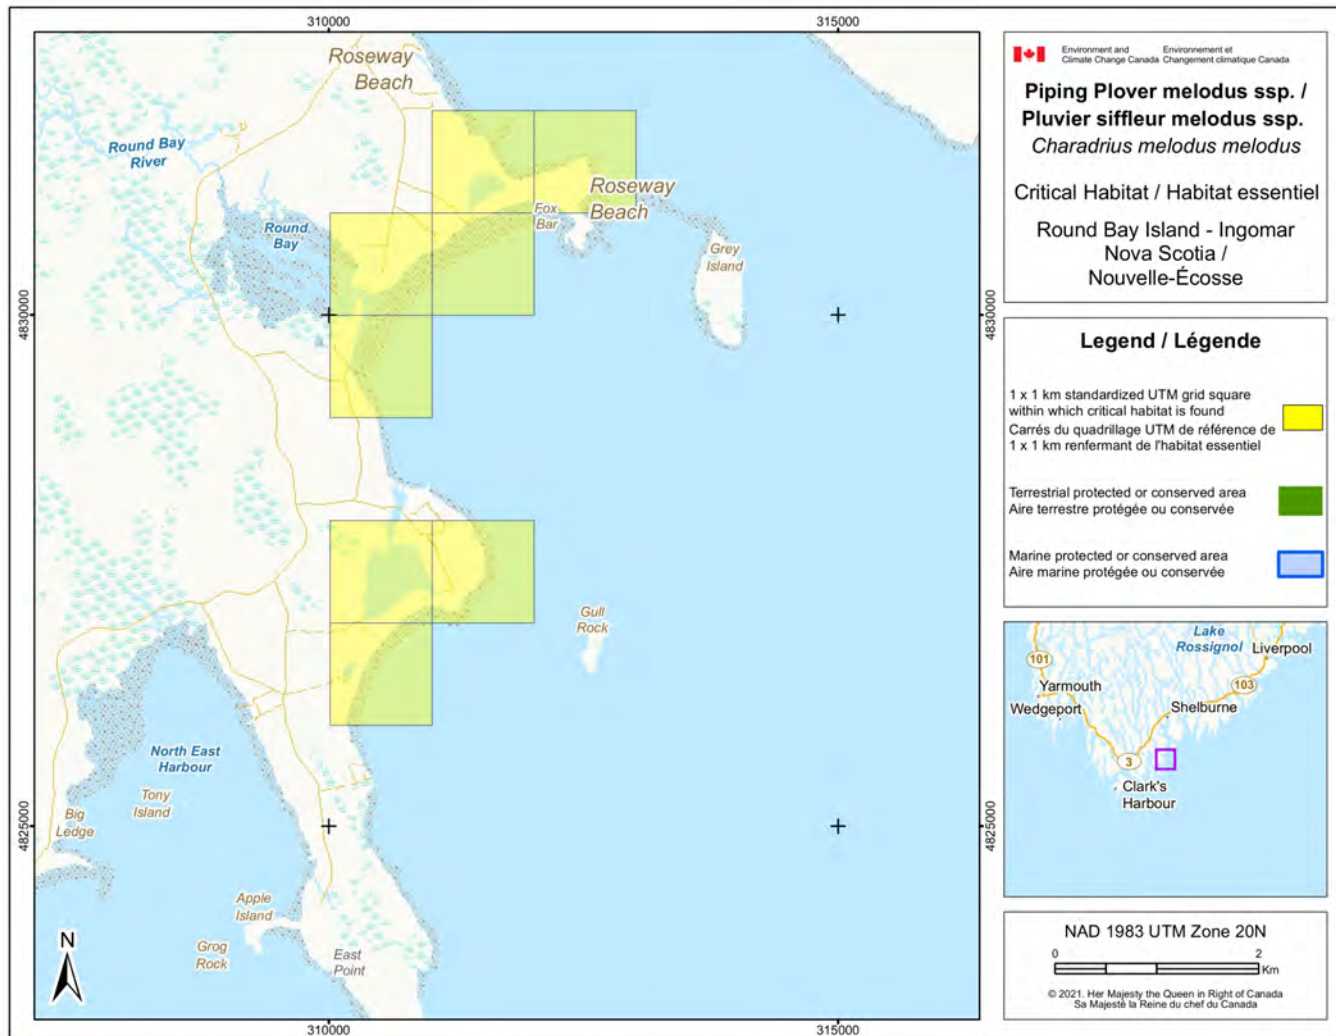 310000
315000
Roseway
Beach
Round Bay
River
Round
Bay
Fox
Bar
Roseway
Beach
Grey
Island
4830000
4830000
Gull
Rock
North East
Harbour
Tony
Island
Big
Ledge
4825000
4825000
Apple
Island
Grog
Rock
East
Point
N
310000
315000
Environment and
Climate Change Canada
Environnement et
Changement climatique Canada
Piping Plover melodus ssp. /
Pluvier siffleur melodus ssp.
Charadrius melodus melodus
Critical Habitat / Habitat essentiel
Round Bay Island - Ingomar
Nova Scotia /
Nouvelle-Écosse
Legend / Légende
1 x 1 km standardized UTM grid square
within which critical habitat is found
Carrés du quadrillage UTM de référence de
1 x 1 km renfermant de l'habitat essentiel
Terrestrial protected or conserved area
Aire terrestre protégée ou conservée
Marine protected or conserved area
Aire marine protégée ou conservée
Lake
Rossignol
Liverpool
101
103
Yarmouth
Wedgeport
Shelburne
3
Clark's
Harbour
NAD 1983 UTM Zone 20N
0 2
Km
© 2021. Her Majesty the Queen in Right of Canada
Sa Majesté la Reine du chef du Canada